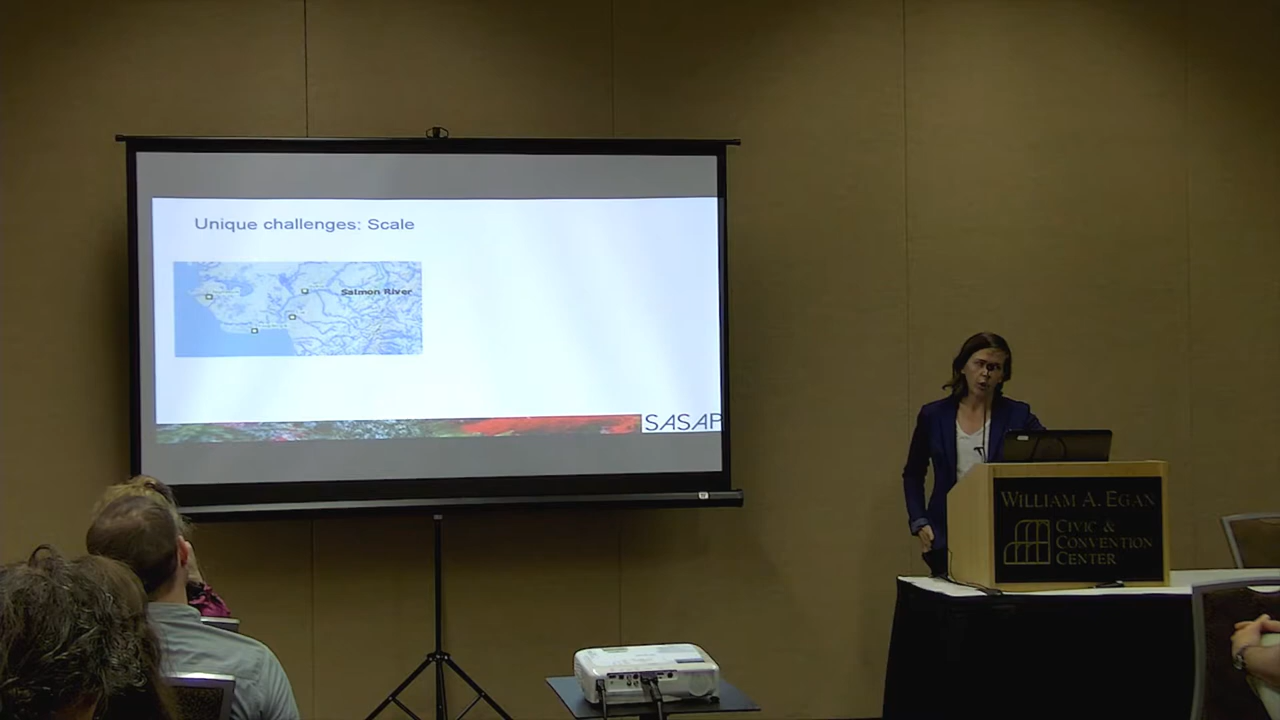 Unique challenges: Scale
Salmon River
SASAP
WILLIAM A. EGAN
CIVIC &
CONVENTION
CENTER